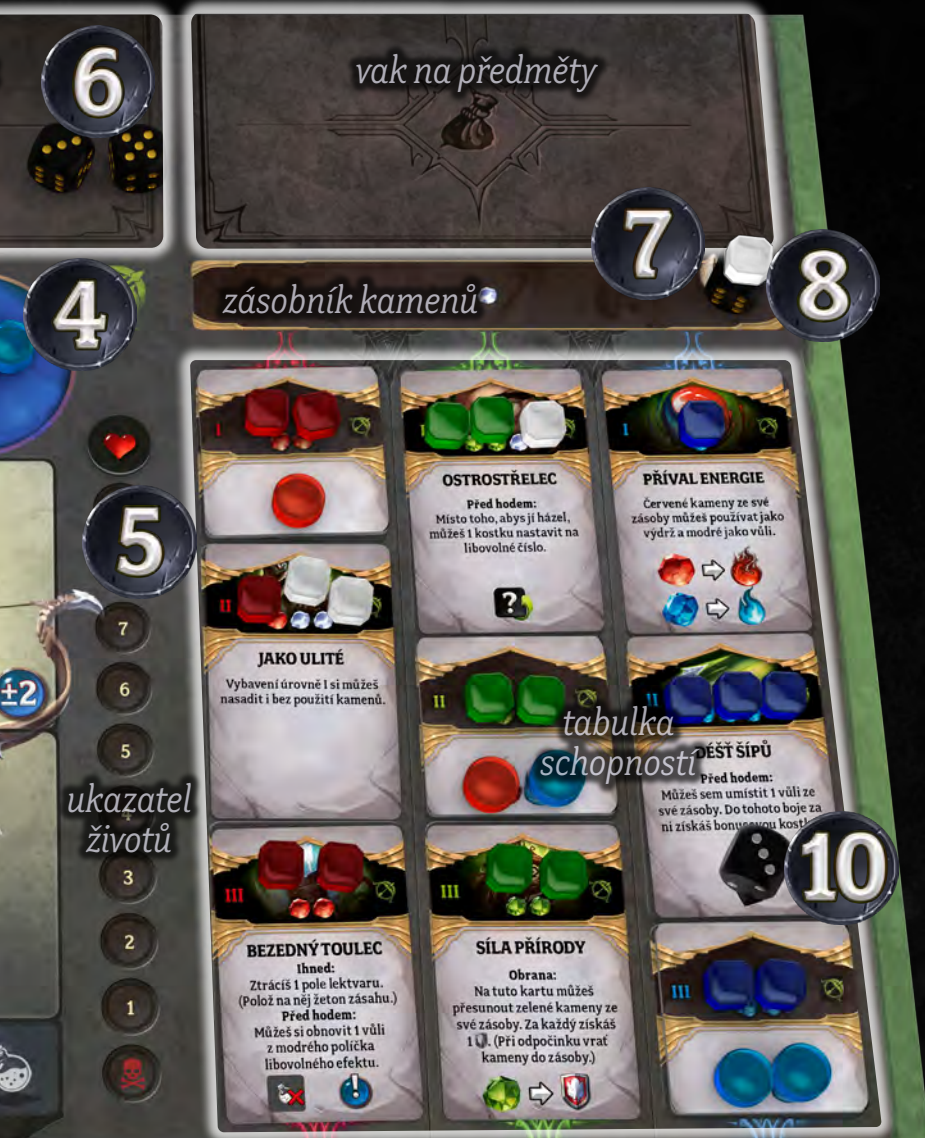 6
vak na předměty
7
8
4
zásobník kamenů
I
OSTROSTŘELEC
Před hodem:
Místo toho, abys jí házel,
můžeš 1 kostku nastavit na
libovolné číslo.
?
I
PŘÍVAL ENERGIE
Červené kameny ze své
zásoby můžeš používat jako
výdrž a modré jako vůli.
5
7
6
5
4
3
2
1
±2
ukazatel
životů
II
JAKO ULITÉ
Vybavení úrovně I si můžeš
nasadit i bez použití kamenů.
II
tabulka
schopností
II
DÉŠŤ ŠÍPŮ
Před hodem:
Můžeš sem umístit 1 vůli ze
své zásoby. Do tohoto boje za
ni získáš bonusovou
10
III
BEZEDNÝ TOULEC
Ihned:
Ztrácíš 1 pole lektvaru.
(Polož na něj žeton zásahu.)
Před hodem:
Můžeš si obnovit 1 vůli
z modrého políčka
libovolného efektu.
!
III
SÍLA PŘÍRODY
Obrana:
Na tuto kartu můžeš
přesunout zelené kameny ze
své zásoby. Za každý získáš
1 . (Při odpočinku vrať
kameny do zásoby.)
III